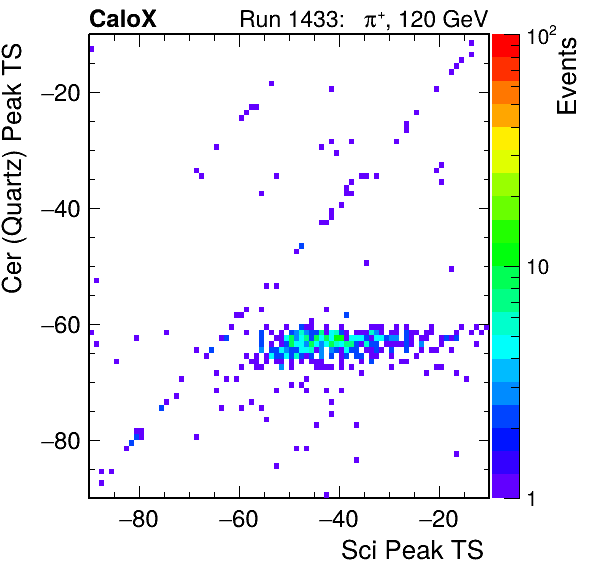 CaloX Run 1433: π⁺, 120 GeV
Cer (Quartz) Peak TS
−20
−40
−60
−80
−80 −60 −40 −20
Sci Peak TS
10²
10
1
Events